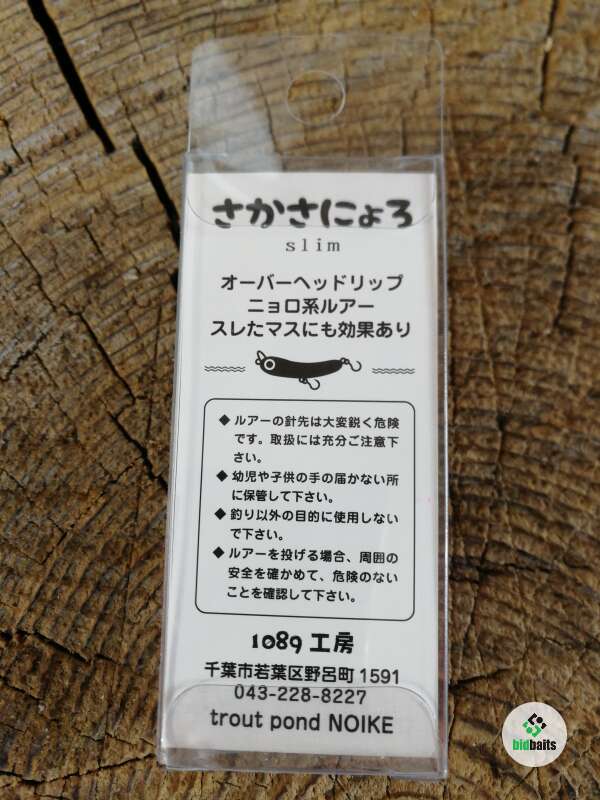 さかさにょろ
slim
オーバーヘッドリップ
ニョロ系ルアー
スレたマスにも効果あり
◆ルアーの針先は大変鋭く危険
です。取扱には充分ご注意下
さい。
◆幼児や子供の手の届かない所
に保管して下さい。
◆釣り以外の目的に使用しない
で下さい。
◆ルアーを投げる場合、周囲の
安全を確かめて、危険のない
ことを確認して下さい。
1089工房
千葉市若葉区野呂町1591
043-228-8227
trout pond NOIKE
bidbaits